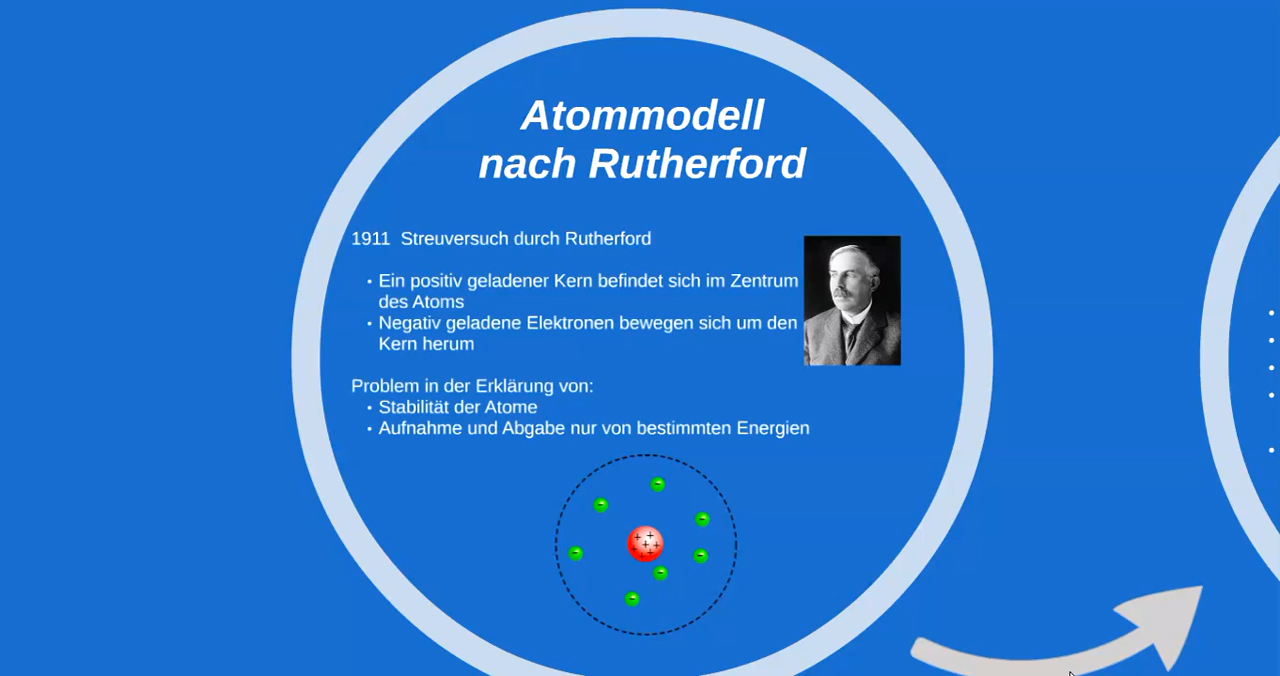 Atommodell
nach Rutherford
1911  Streuversuch durch Rutherford
• Ein positiv geladener Kern befindet sich im Zentrum
des Atoms
• Negativ geladene Elektronen bewegen sich um den
Kern herum
Problem in der Erklärung von:
• Stabilität der Atome
• Aufnahme und Abgabe nur von bestimmten Energien